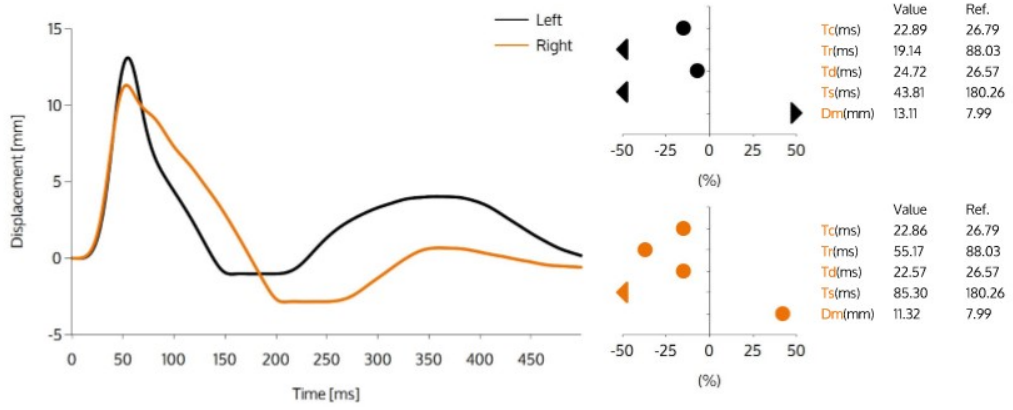 Left
Right
15
10
5
0
-5
Displacement [mm]
0 50 100 150 200 250 300 350 400 450
Time [ms]
Value Ref.
Tc(ms) 22.89 26.79
Tr(ms) 19.14 88.03
Td(ms) 24.72 26.57
Ts(ms) 43.81 180.26
Dm(mm) 13.11 7.99
-50 -25 0 25 50
(%)
Value Ref.
Tc(ms) 22.86 26.79
Tr(ms) 55.17 88.03
Td(ms) 22.57 26.57
Ts(ms) 85.30 180.26
Dm(mm) 11.32 7.99
-50 -25 0 25 50
(%)